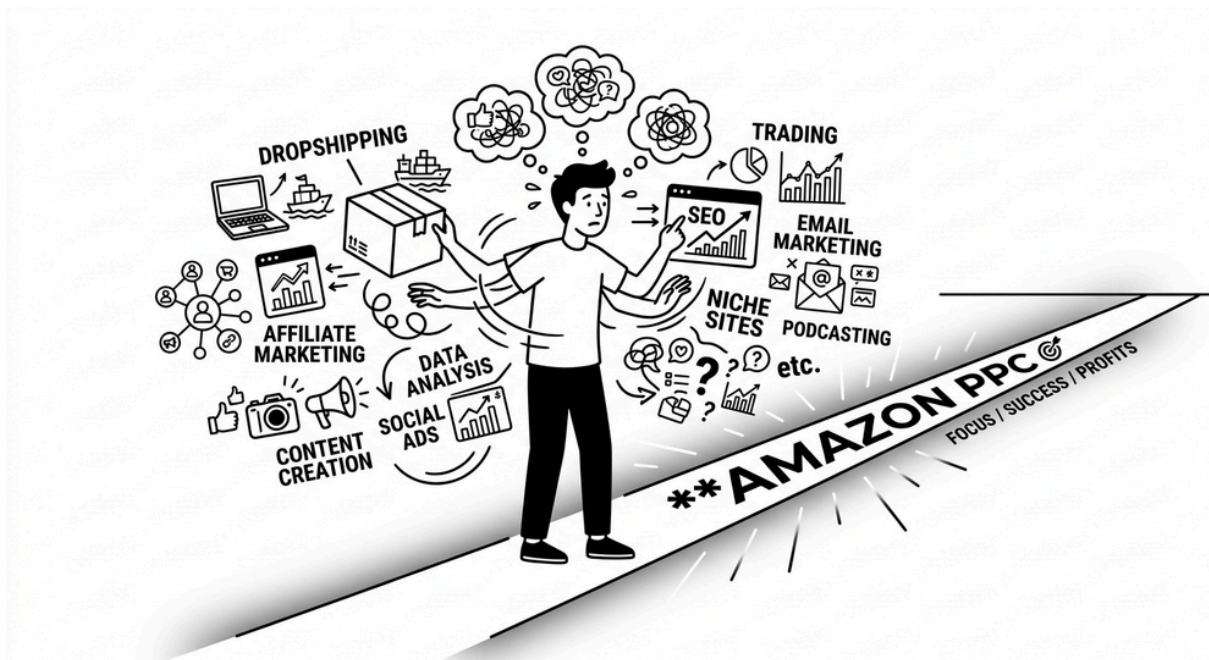 DROPSHIPPING
TRADING
SEO
EMAIL
MARKETING
@
AFFILIATE
MARKETING
NICHE
SITES
PODCASTING
DATA
ANALYSIS
$
SOCIAL
ADS
? ? ?
?
etc.
CONTENT
CREATION
**AMAZON PPC
FOCUS / SUCCESS / PROFITS